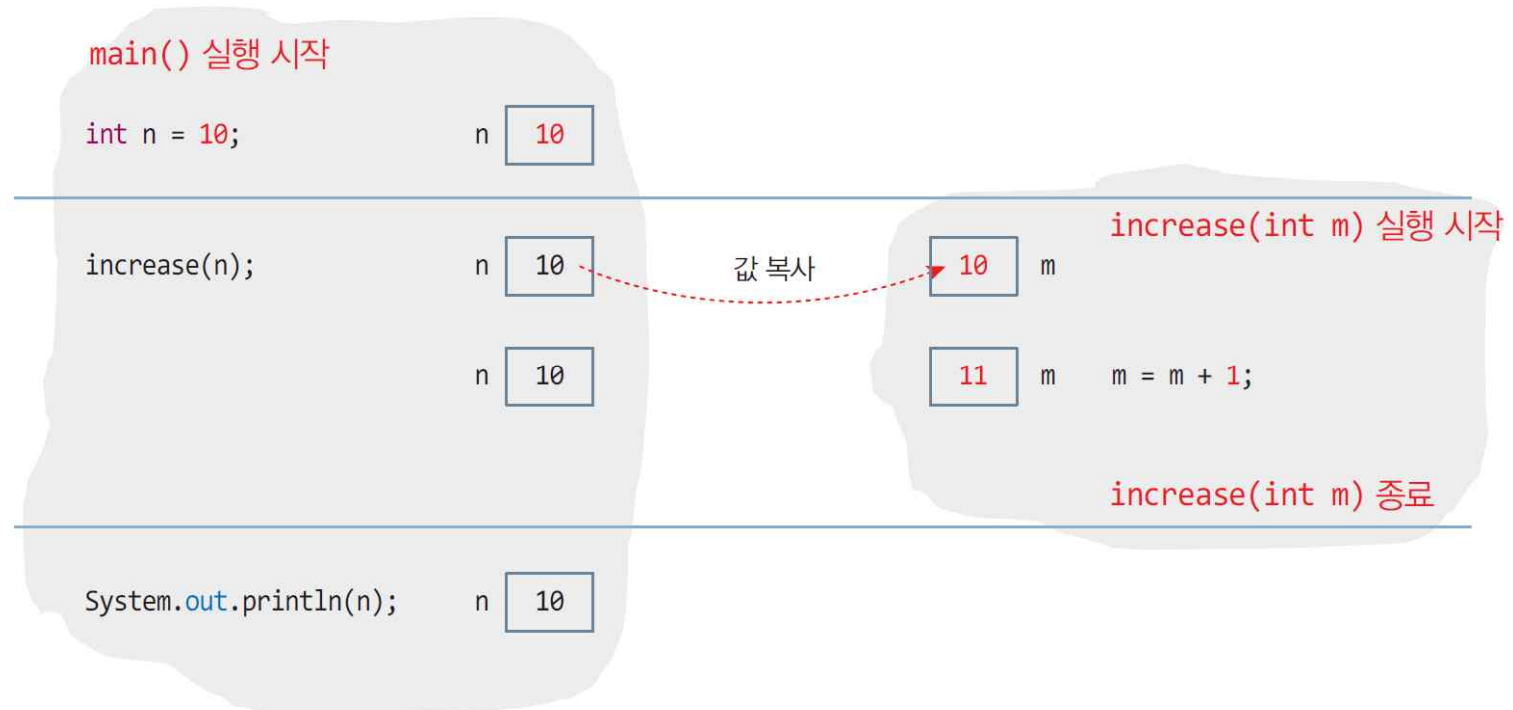 main() 실행 시작
int n = 10; n 10
increase(int m) 실행 시작
increase(n); n 10 값 복사 10 m
n 10 11 m m = m + 1;
increase(int m) 종료
System.out.println(n); n 10